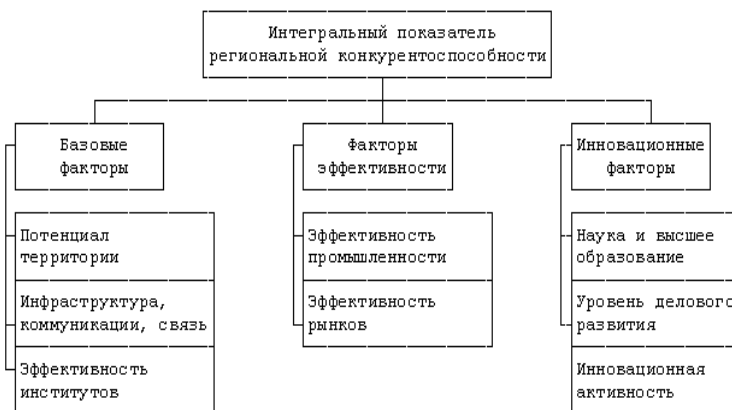 Интегральный показатель
региональной конкурентоспособности
Базовые
факторы
Факторы
эффективности
Инновационные
факторы
Потенциал
территории
Инфраструктура,
коммуникации, связь
Эффективность
институтов
Эффективность
промышленности
Эффективность
рынков
Наука и высшее
образование
Уровень делового
развития
Инновационная
активность